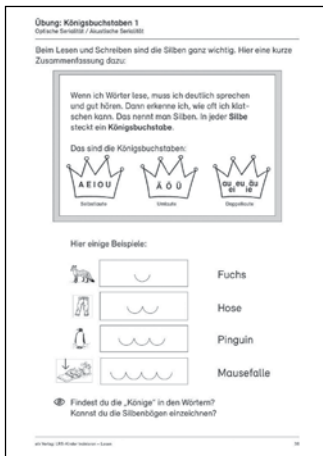 Übung: Königsbuchstaben 1
Optische Serialität / Akustische Serialität
Beim Lesen und Schreiben sind die Silben ganz wichtig. Hier eine kurze
Zusammenfassung dazu:
Wenn ich Wörter lese, muss ich deutlich sprechen
und gut hören. Dann erkenne ich, wie oft ich klat-
schen kann. Das nennt man Silben. In jeder Silbe
steckt ein Königsbuchstabe.
Das sind die Königsbuchstaben:
A E I O U
Ä Ö Ü
au eu äu
ei ie
Selbstlaute
Umlaute
Doppellaute
Hier einige Beispiele:
Fuchs
Hose
Pinguin
Mausefalle
Findest du die „Könige“ in den Wörtern?
Kannst du die Silbenbögen einzeichnen?